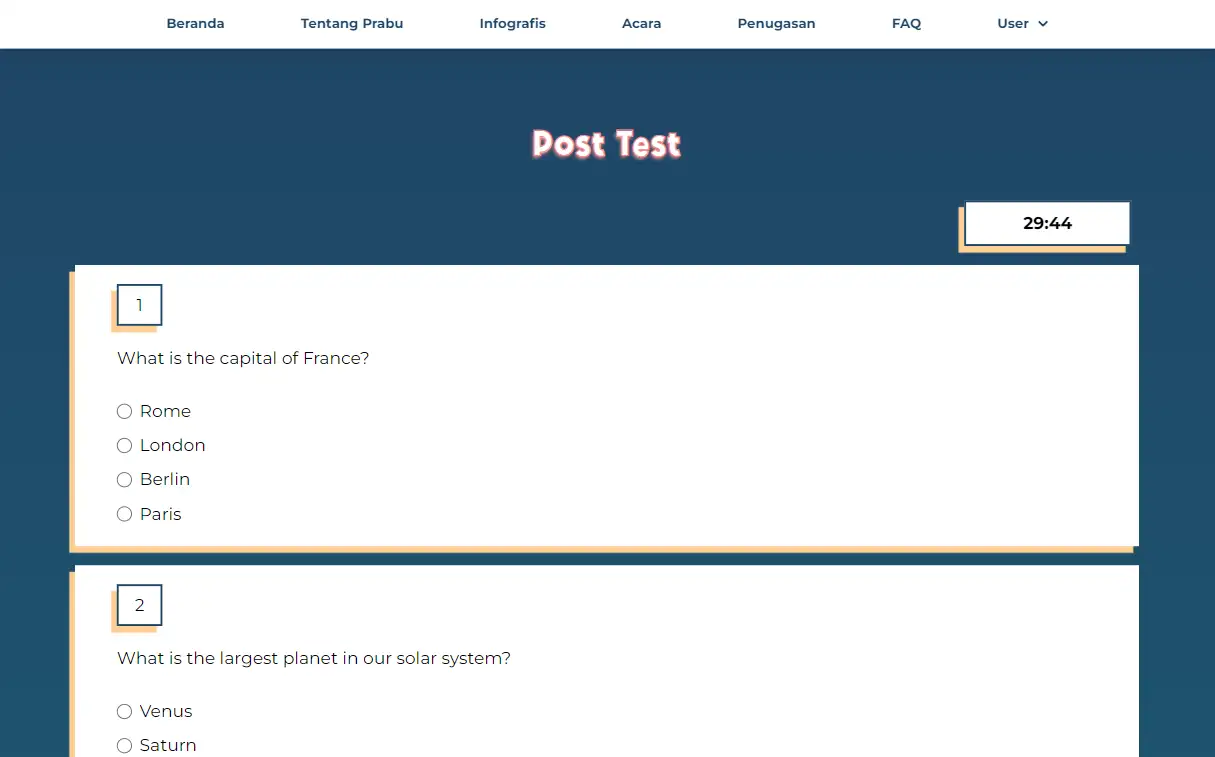 Beranda Tentang Prabu Infografis Acara Penugasan FAQ User
Post Test
29:44
1
What is the capital of France?
Rome
London
Berlin
Paris
2
What is the largest planet in our solar system?
Venus
Saturn